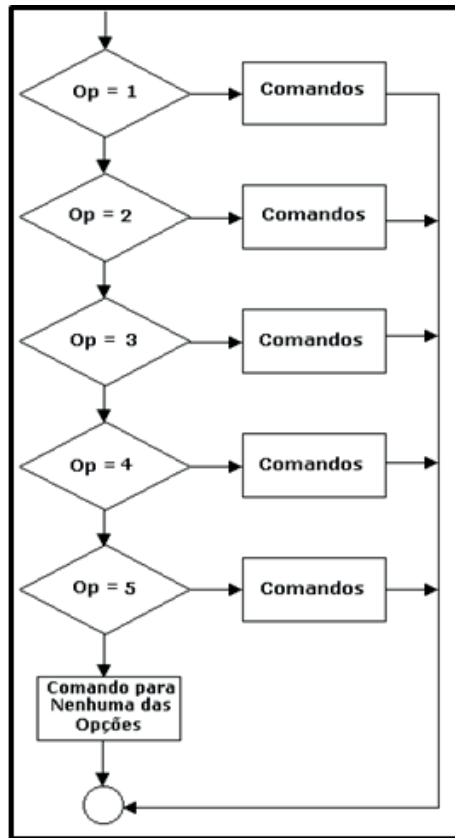 Op = 1
Comandos
Op = 2
Comandos
Op = 3
Comandos
Op = 4
Comandos
Op = 5
Comandos
Comando para
Nenhuma das
Opções